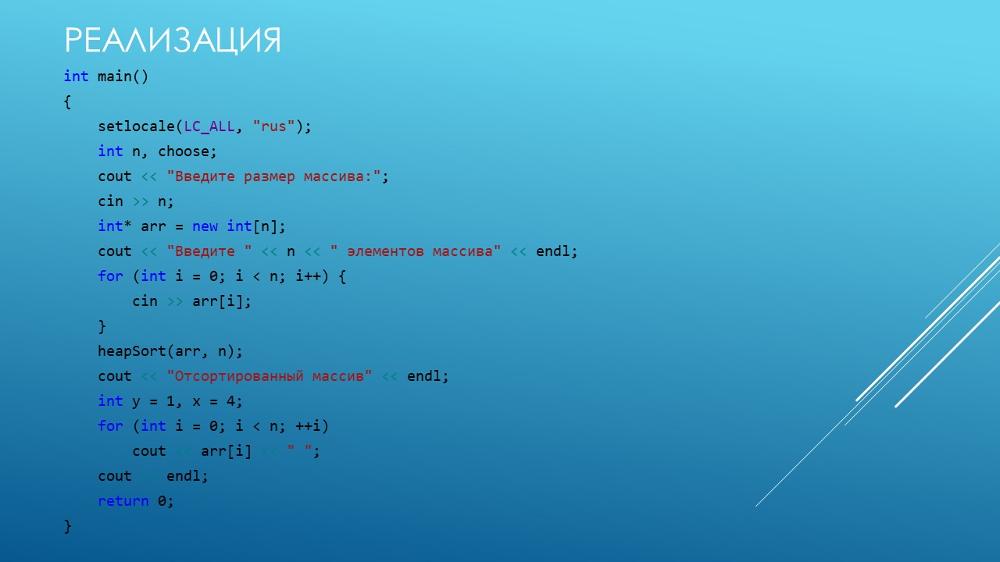 РЕАЛИЗАЦИЯ
int main()
{
    setlocale(LC_ALL, "rus");
    int n, choose;
    cout << "Введите размер массива:";
    cin >> n;
    int* arr = new int[n];
    cout << "Введите " << n << " элементов массива" << endl;
    for (int i = 0; i < n; i++) {
        cin >> arr[i];
    }
    heapSort(arr, n);
    cout << "Отсортированный массив" << endl;
    int y = 1, x = 4;
    for (int i = 0; i < n; ++i)
        cout << arr[i] << " ";
    cout << endl;
    return 0;
}